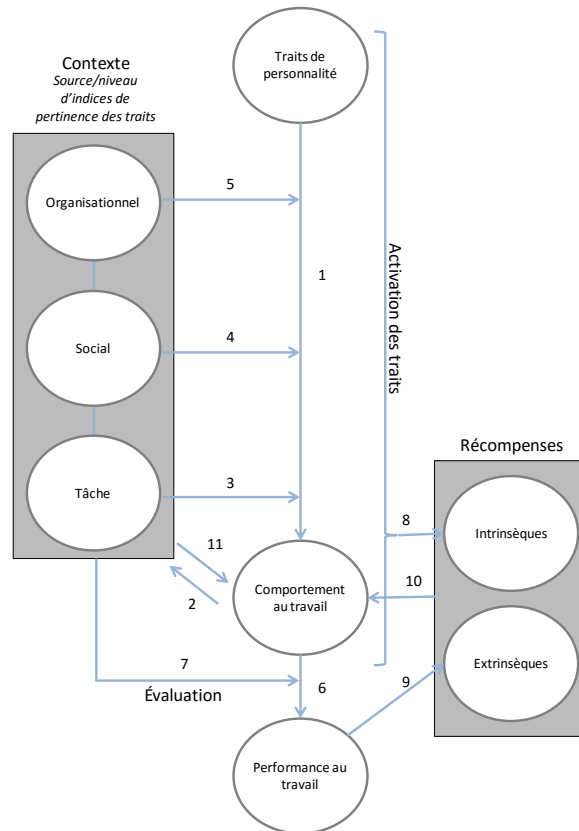 Traits de
personnalité
Contexte
Source/niveau
d'indices de
pertinence des traits
Organisationnel
5
1
Activation des traits
Social
4
Récompenses
Tâche
3
8
Intrinsèques
11
10
Comportement
au travail
2
7
Évaluation
6
9
Extrinsèques
Performance au
travail